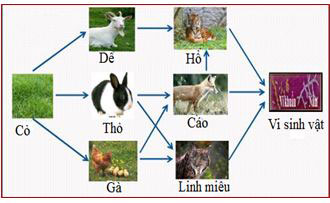 Dê
Hổ
Cỏ
Thỏ
Cáo
Vi sinh vật
Gà
Linh miêu